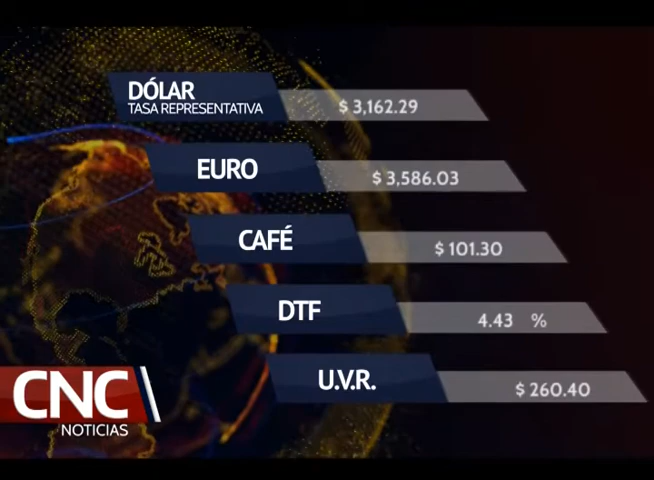 DÓLAR
TASA REPRESENTATIVA
$ 3,162.29
EURO
$ 3,586.03
CAFÉ
$ 101.30
DTF
4.43 %
U.V.R.
$ 260.40
CNC
NOTICIAS